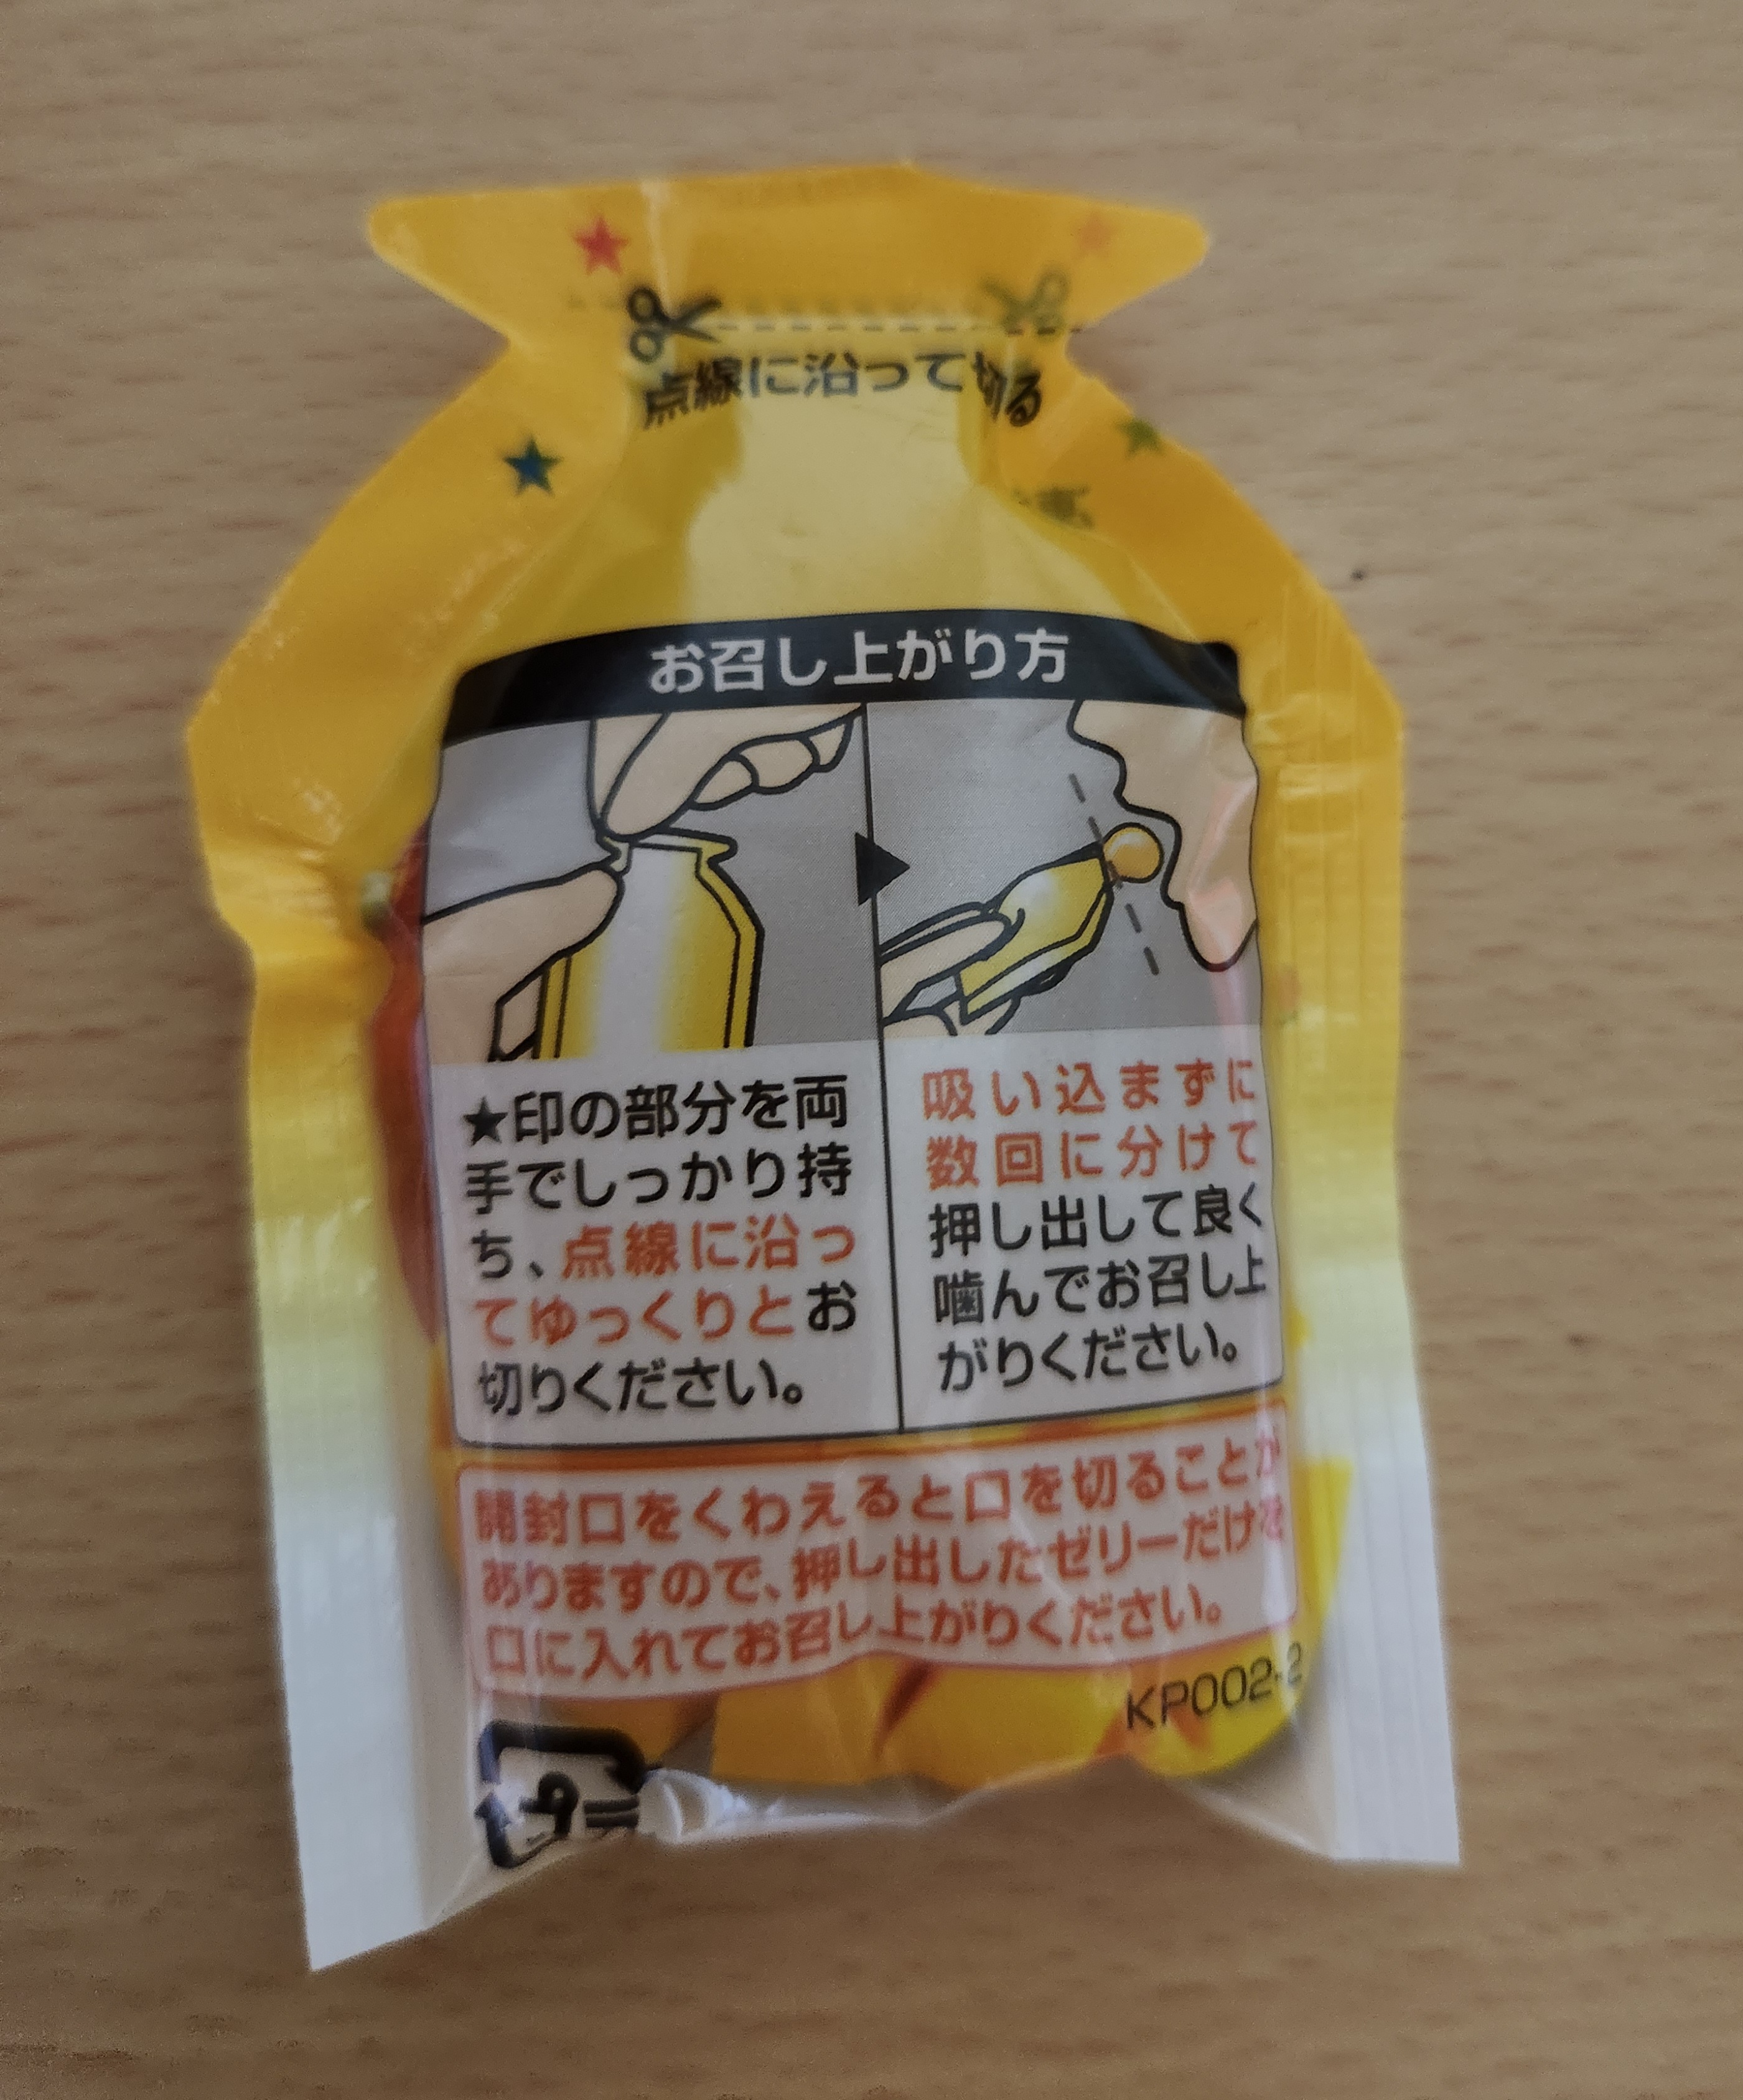 点線に沿って切る
お召し上がり方
★印の部分を両
手でしっかり持
ち、点線に沿っ
てゆっくりとお
切りください。
吸い込まずに
数回に分けて
押し出して良く
噛んでお召し上
がりください。
開封口をくわえると口を切ることが
ありますので、押し出したゼリーだけを
口に入れてお召し上がりください。
KP002-2